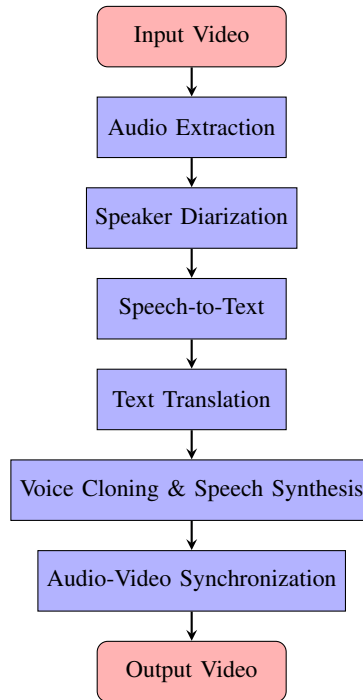 Input Video
Audio Extraction
Speaker Diarization
Speech-to-Text
Text Translation
Voice Cloning & Speech Synthesis
Audio-Video Synchronization
Output Video